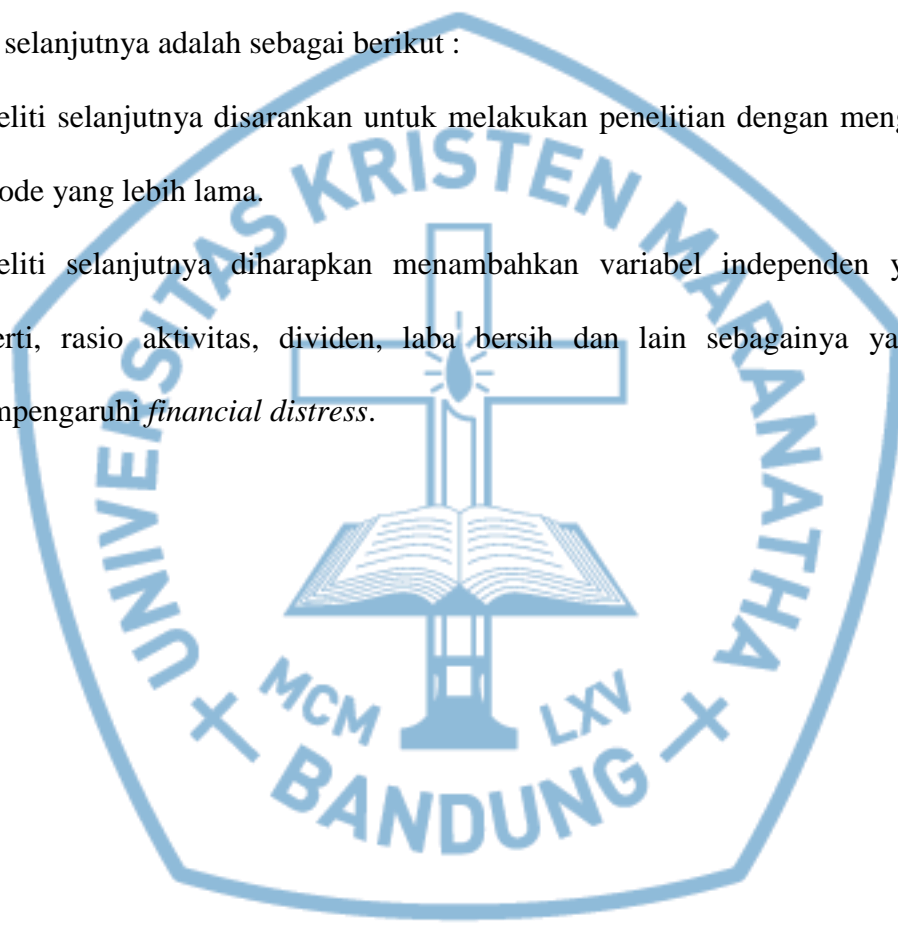 selanjutnya adalah sebagai berikut :
eliti selanjutnya disarankan untuk melakukan penelitian dengan meng
ode yang lebih lama.
eliti selanjutnya diharapkan menambahkan variabel independen y
erti, rasio aktivitas, dividen, laba bersih dan lain sebagainya ya
npengaruhi financial distress.
UNIVERSITAS KRISTEN MARANATHA
MCM LXV
BANDUNG